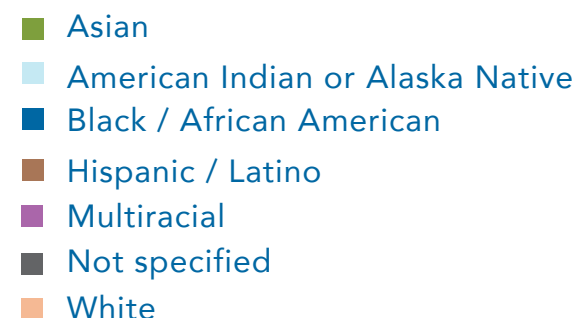 Asian
American Indian or Alaska Native
Black / African American
Hispanic / Latino
Multiracial
Not specified
White